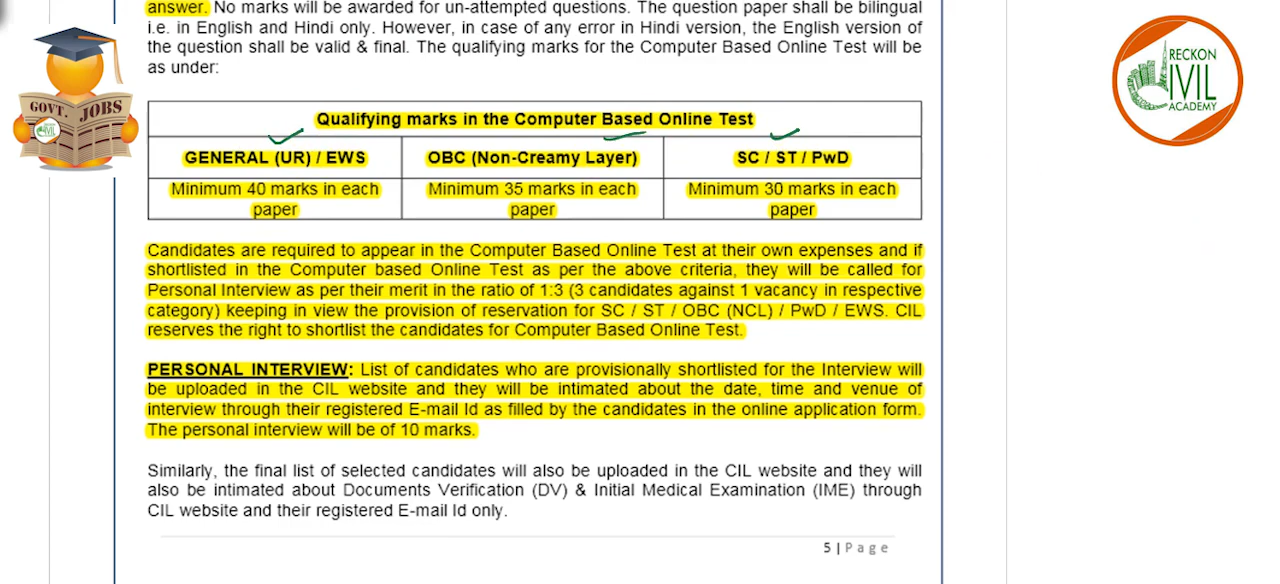 answer. No marks will be awarded for un-attempted questions. The question paper shall be bilingual
i.e. in English and Hindi only. However, in case of any error in Hindi version, the English version of
the question shall be valid & final. The qualifying marks for the Computer Based Online Test will be
as under:
GOVT. JOBS
RECKON
CIVIL
ACADEMY
Qualifying marks in the Computer Based Online Test
GENERAL (UR) / EWS
OBC (Non-Creamy Layer)
SC / ST / PwD
Minimum 40 marks in each
paper
Minimum 35 marks in each
paper
Minimum 30 marks in each
paper
Candidates are required to appear in the Computer Based Online Test at their own expenses and if
shortlisted in the Computer based Online Test as per the above criteria, they will be called for
Personal Interview as per their merit in the ratio of 1:3 (3 candidates against 1 vacancy in respective
category) keeping in view the provision of reservation for SC / ST / OBC (NCL) / PwD / EWS. CIL
reserves the right to shortlist the candidates for Computer Based Online Test.
PERSONAL INTERVIEW: List of candidates who are provisionally shortlisted for the Interview will
be uploaded in the CIL website and they will be intimated about the date, time and venue of
interview through their registered E-mail Id as filled by the candidates in the online application form.
The personal interview will be of 10 marks.
Similarly, the final list of selected candidates will also be uploaded in the CIL website and they will
also be intimated about Documents Verification (DV) & Initial Medical Examination (IME) through
CIL website and their registered E-mail Id only.
5 | Page